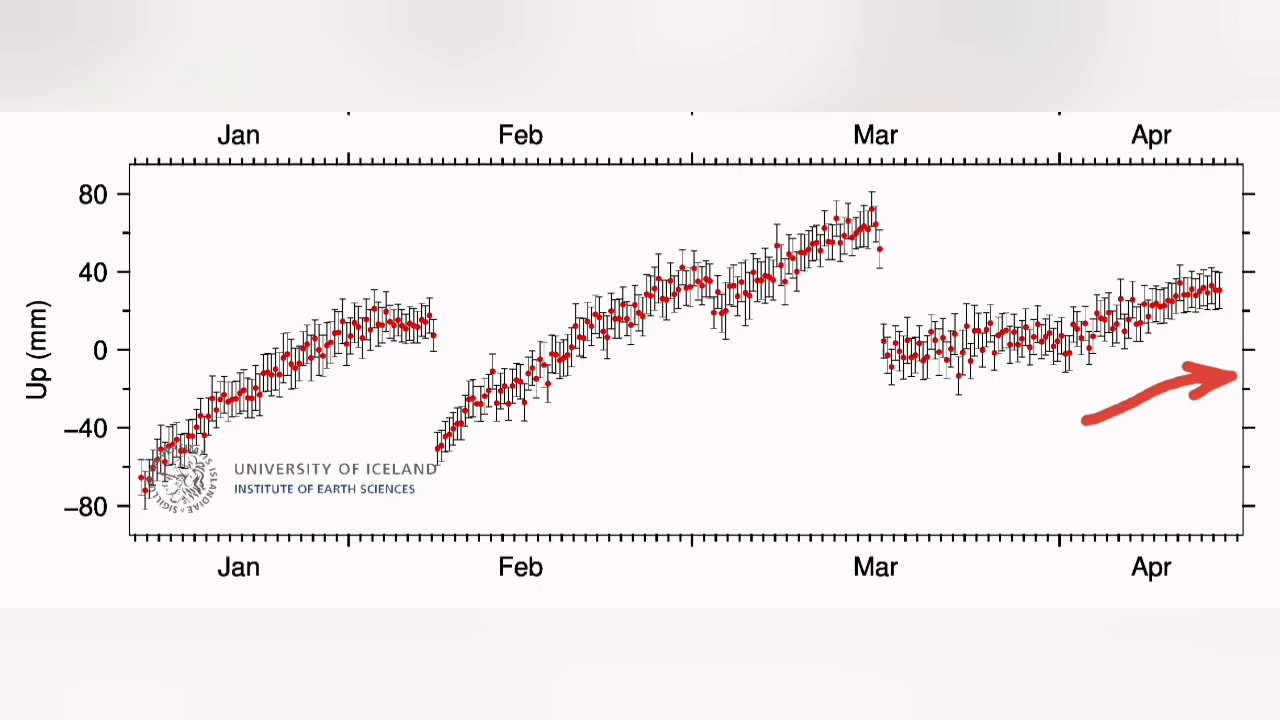 Jan Feb Mar Apr
80
40
0
−40
−80
Up (mm)
UNIVERSITY OF ICELAND
INSTITUTE OF EARTH SCIENCES
Jan Feb Mar Apr